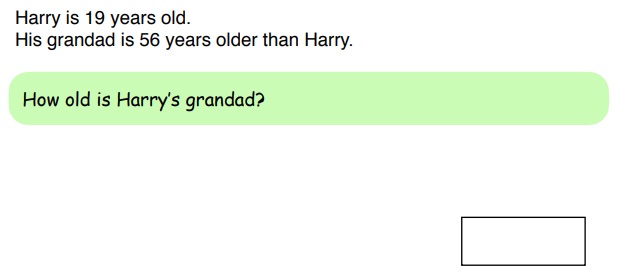 Harry is 19 years old.
His grandad is 56 years older than Harry.
How old is Harry's grandad?